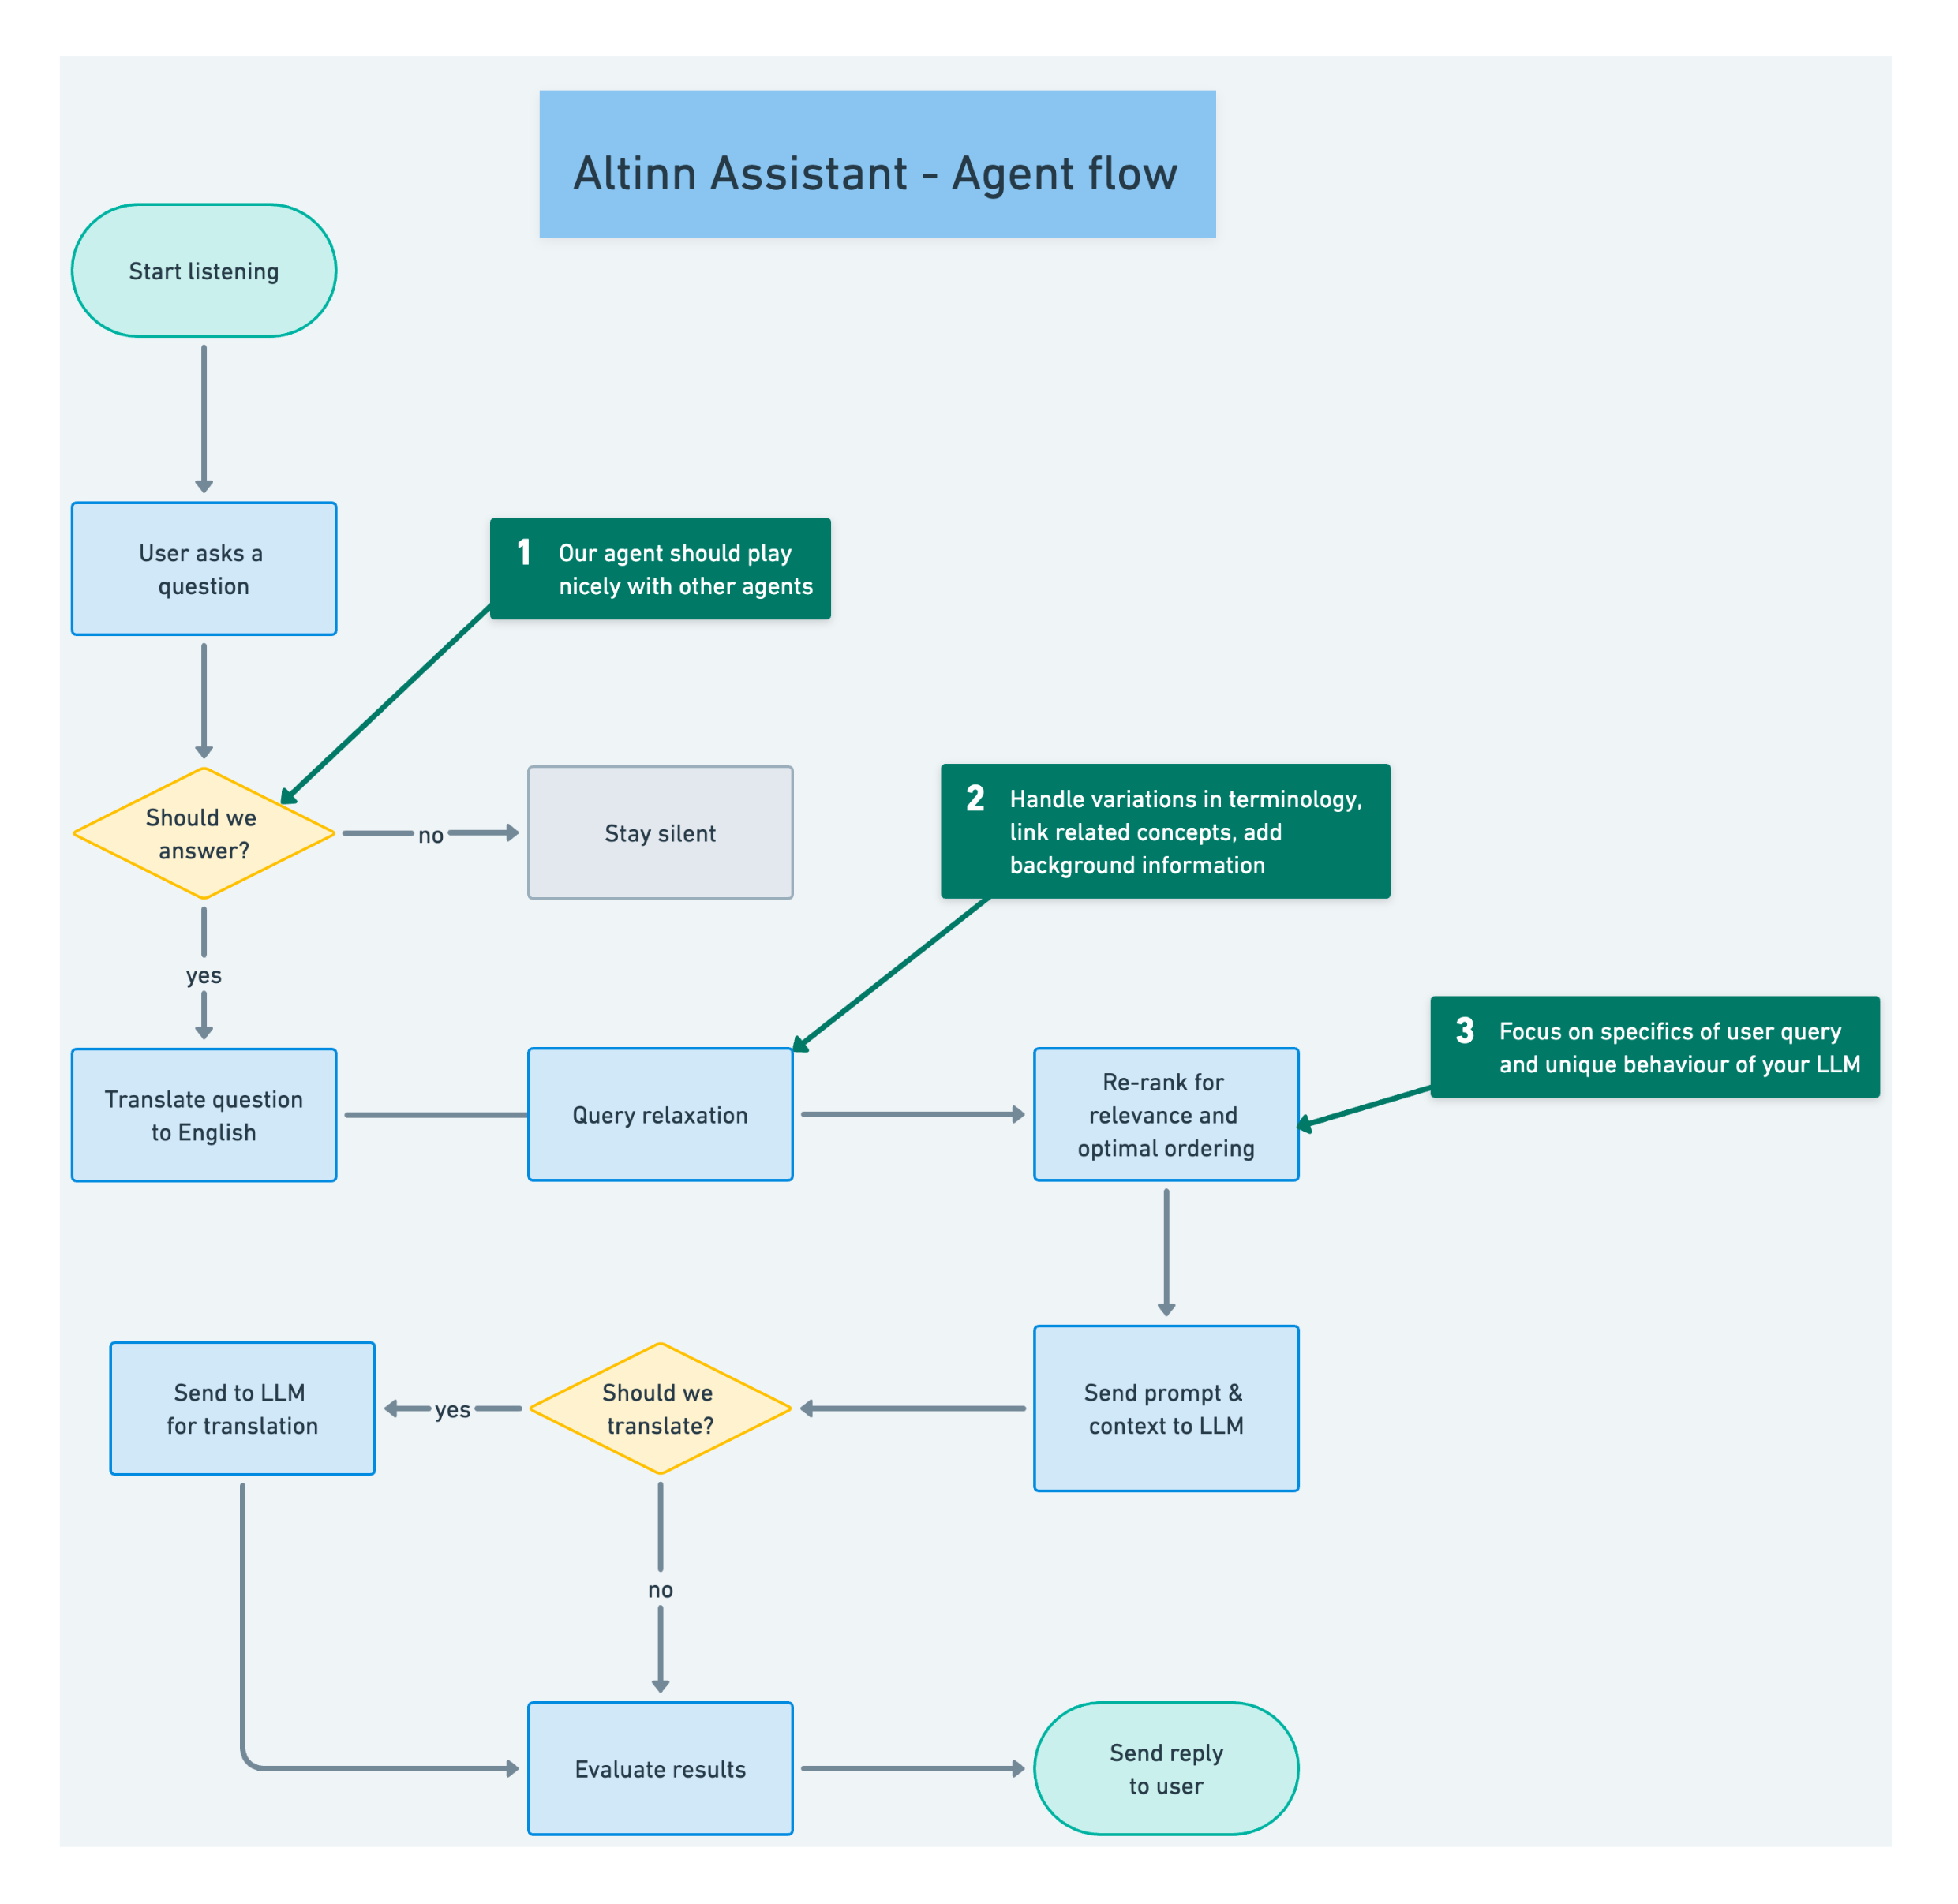 Altinn Assistant - Agent flow
Start listening
User asks a
question
1
Our agent should play
nicely with other agents
Should we
answer?
no
Stay silent
2
Handle variations in terminology,
link related concepts, add
background information
yes
Translate question
to English
Query relaxation
Re-rank for
relevance and
optimal ordering
3
Focus on specifics of user query
and unique behaviour of your LLM
Send prompt &
context to LLM
Should we
translate?
yes
Send to LLM
for translation
no
Evaluate results
Send reply
to user